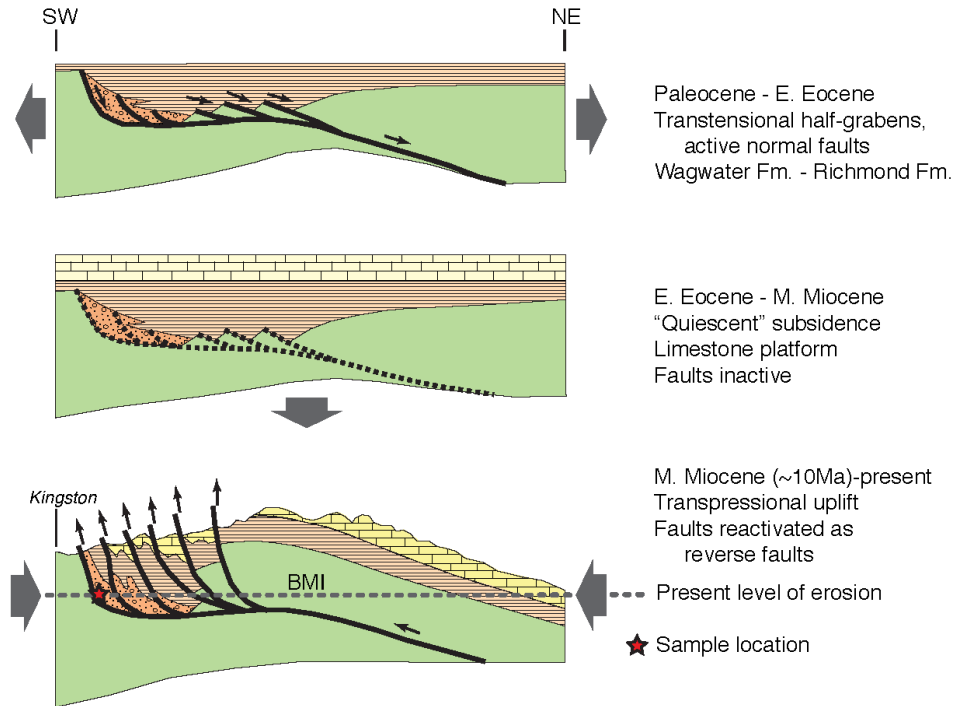 SW
NE
Paleocene - E. Eocene
Transtensional half-grabens,
active normal faults
Wagwater Fm. - Richmond Fm.
E. Eocene - M. Miocene
“Quiescent” subsidence
Limestone platform
Faults inactive
Kingston
M. Miocene (~10Ma)-present
Transpressional uplift
Faults reactivated as
reverse faults
BMI
Present level of erosion
Sample location